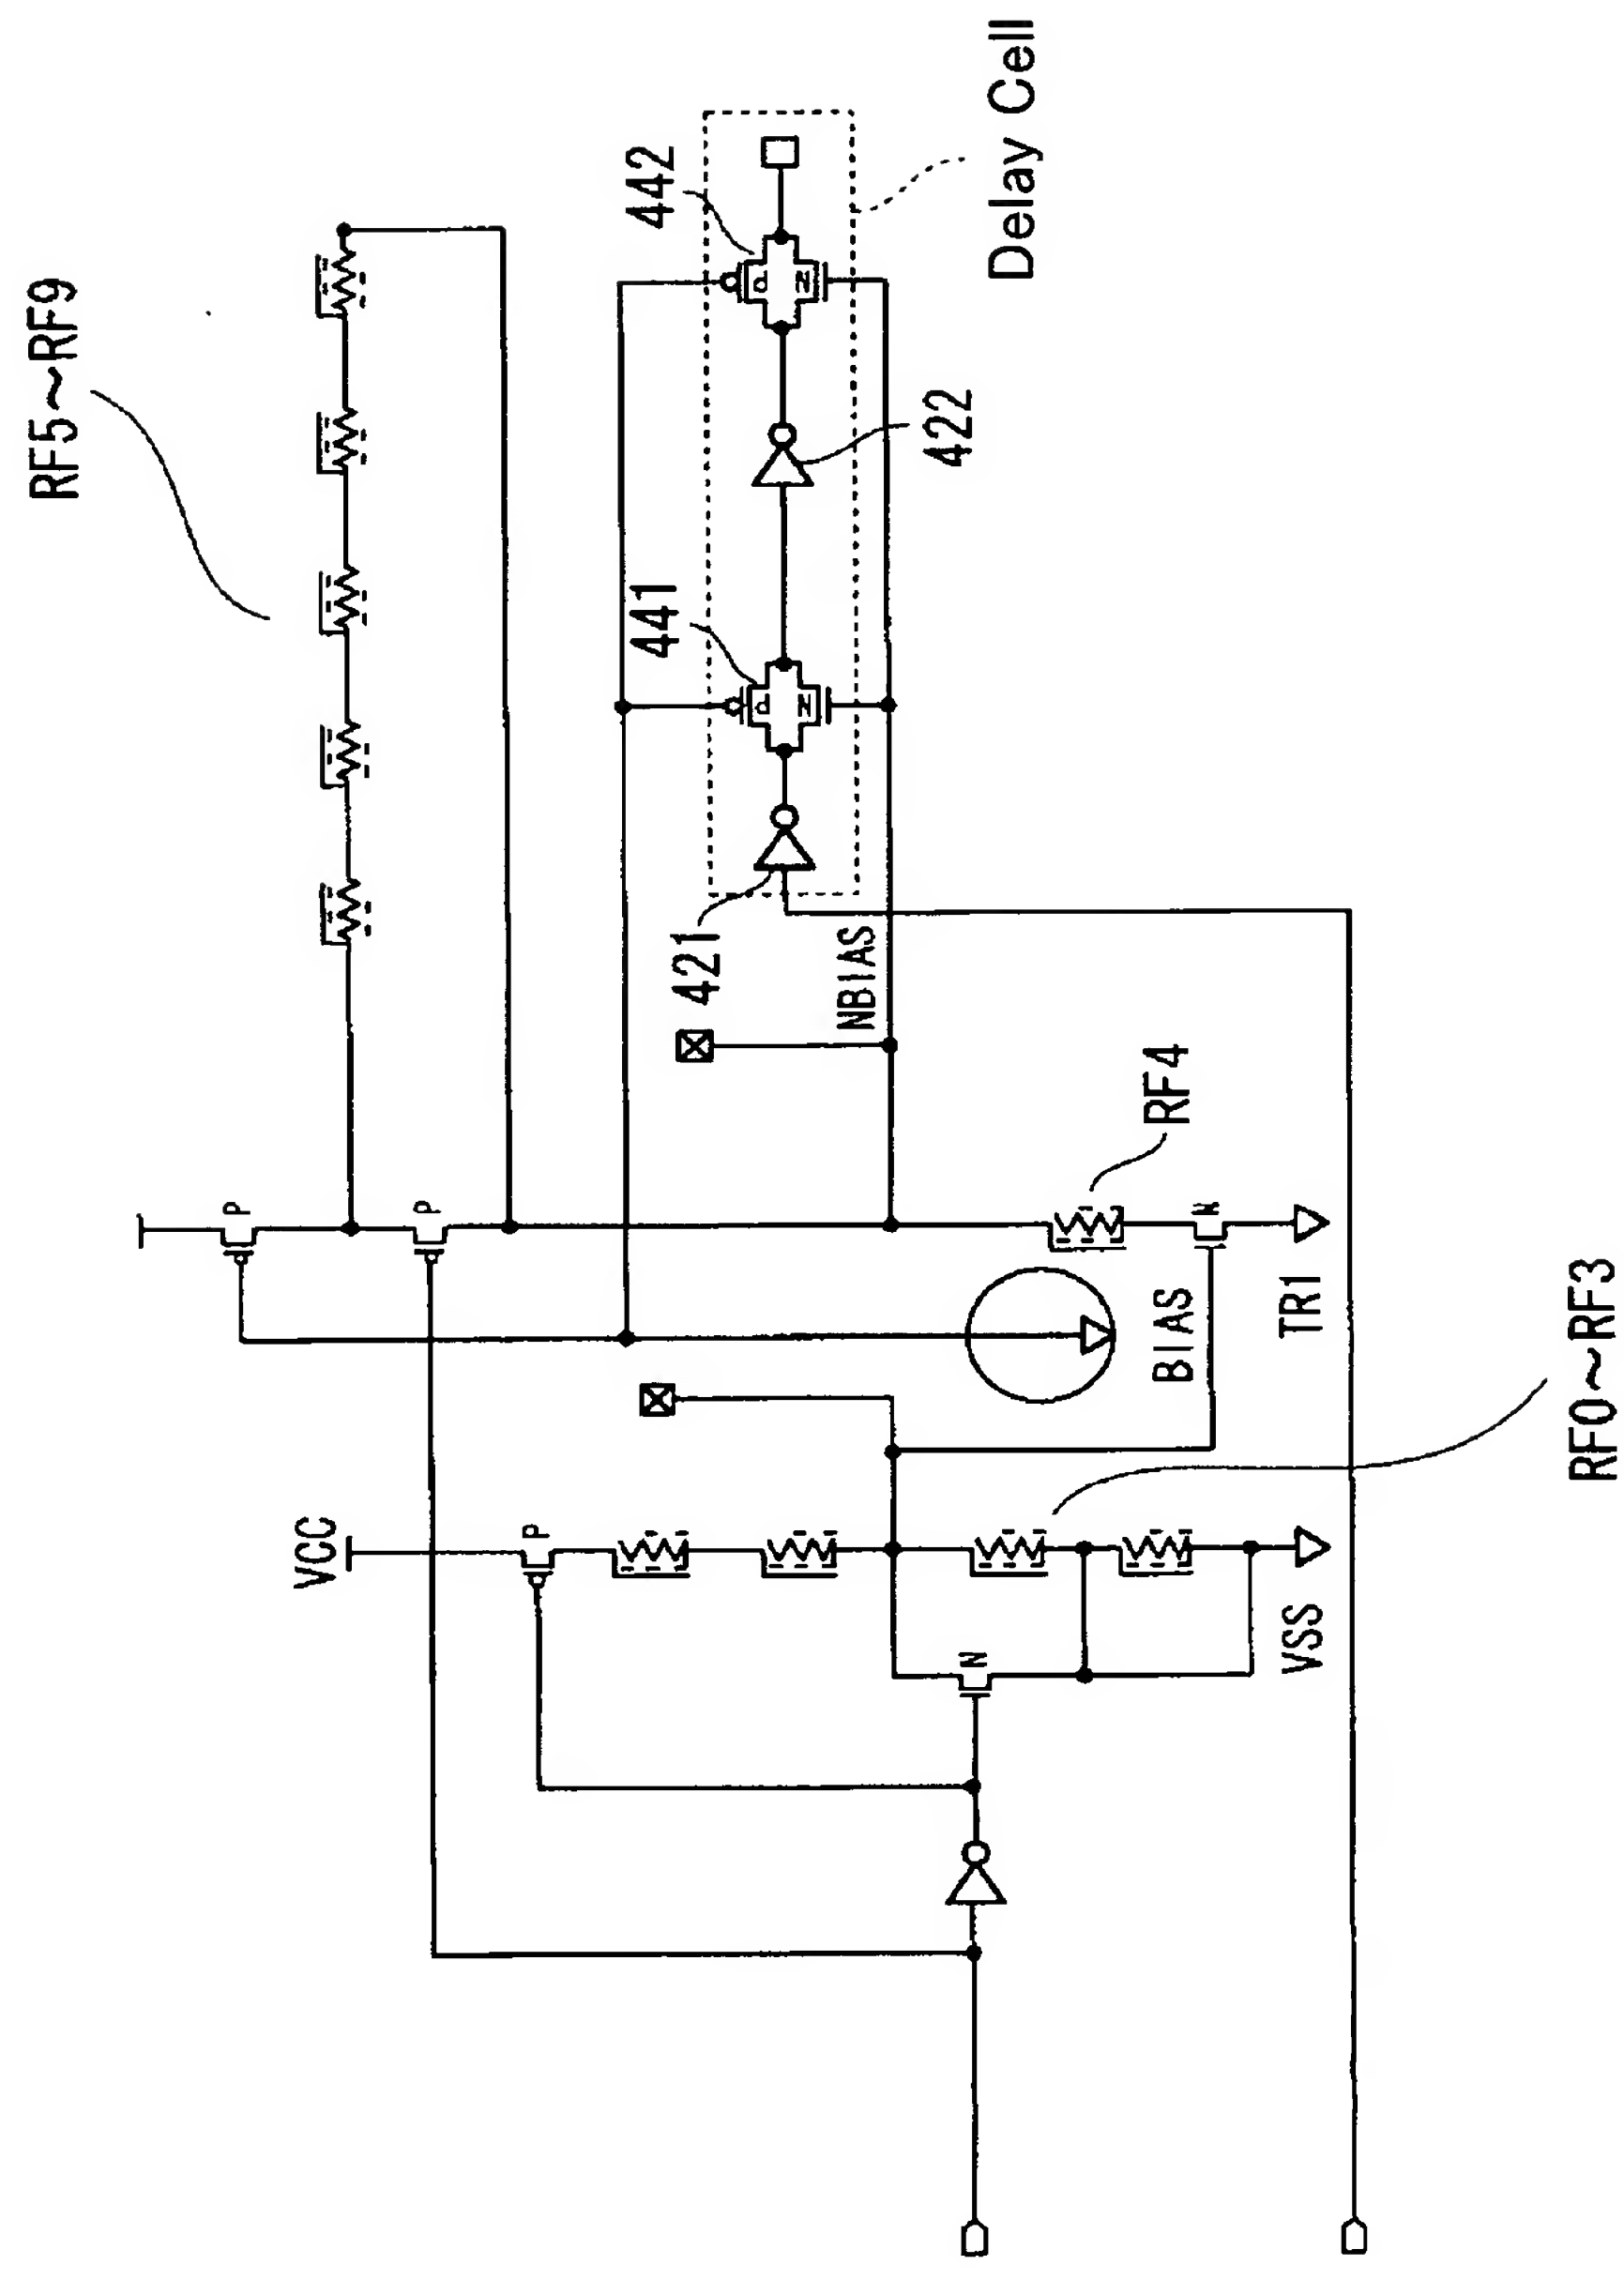 RF5~RF9
442
Delay Cell
441
422
421
NBIAS
RF4
P
P
P
N
P
N
BIAS
TR1
N
RF0~RF3
VCC
P
N
VSS